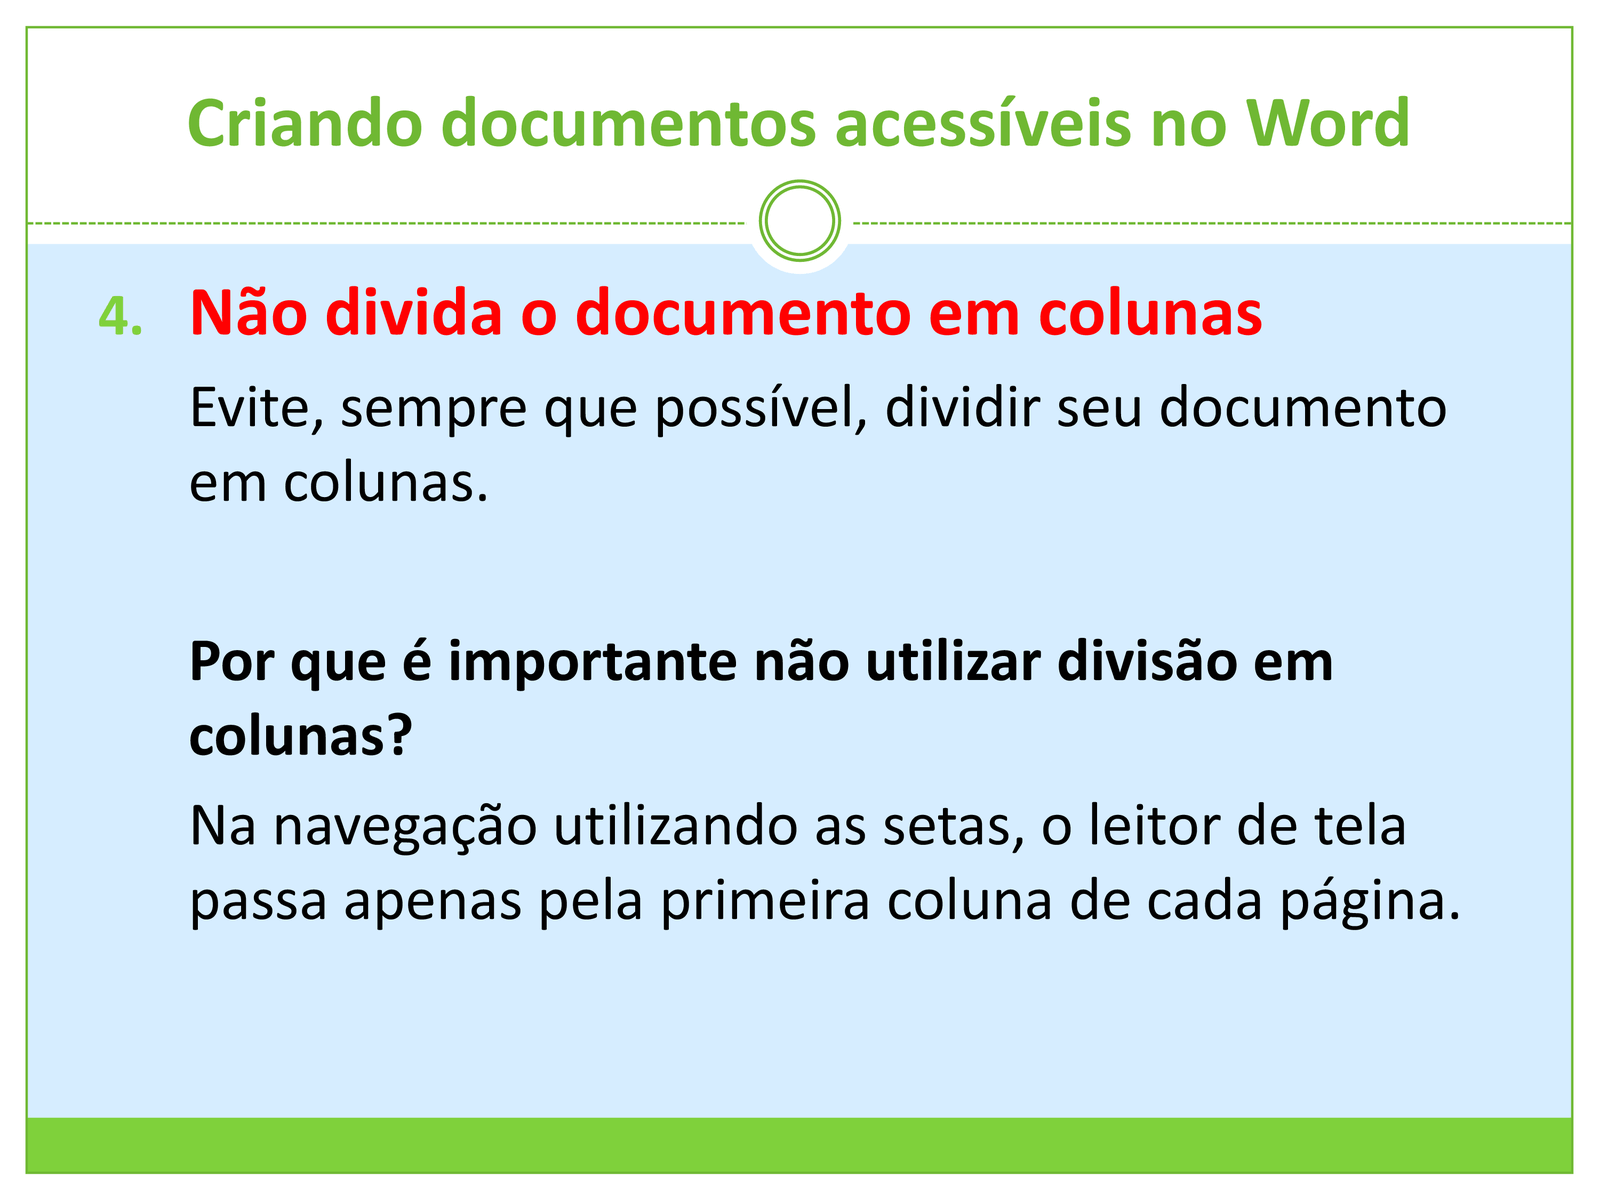 Criando documentos acessíveis no Word
4. Não divida o documento em colunas
Evite, sempre que possível, dividir seu documento
em colunas.
Por que é importante não utilizar divisão em
colunas?
Na navegação utilizando as setas, o leitor de tela
passa apenas pela primeira coluna de cada página.